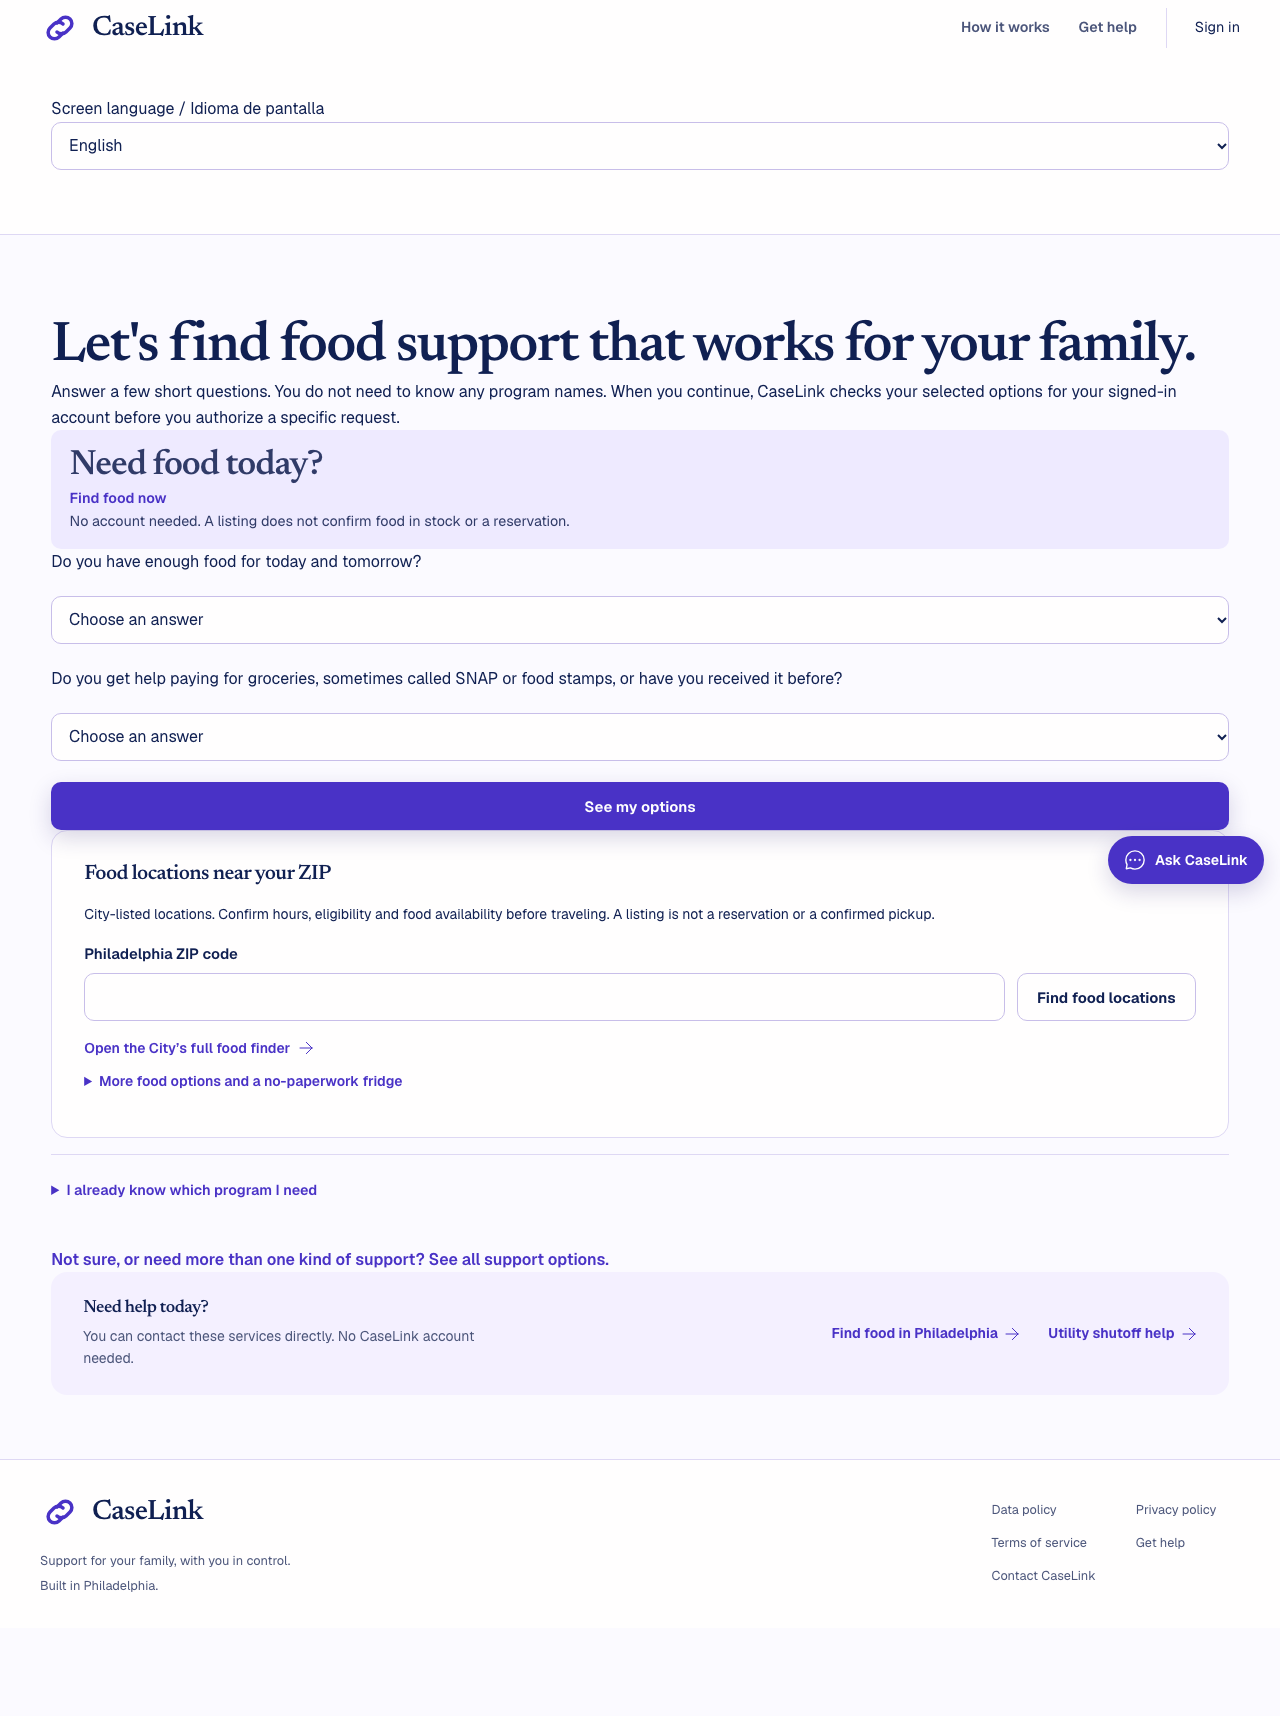 CaseLink
How it works
Get help
Sign in
Screen language / Idioma de pantalla
English
Let's find food support that works for your family.
Answer a few short questions. You do not need to know any program names. When you continue, CaseLink checks your selected options for your signed-in
account before you authorize a specific request.
Need food today?
Find food now
No account needed. A listing does not confirm food in stock or a reservation.
Do you have enough food for today and tomorrow?
Choose an answer
Do you get help paying for groceries, sometimes called SNAP or food stamps, or have you received it before?
Choose an answer
See my options
Ask CaseLink
Food locations near your ZIP
City-listed locations. Confirm hours, eligibility and food availability before traveling. A listing is not a reservation or a confirmed pickup.
Philadelphia ZIP code
Find food locations
Open the City's full food finder
More food options and a no-paperwork fridge
I already know which program I need
Not sure, or need more than one kind of support? See all support options.
Need help today?
You can contact these services directly. No CaseLink account
needed.
Find food in Philadelphia
Utility shutoff help
CaseLink
Support for your family, with you in control.
Built in Philadelphia.
Data policy
Privacy policy
Terms of service
Get help
Contact CaseLink